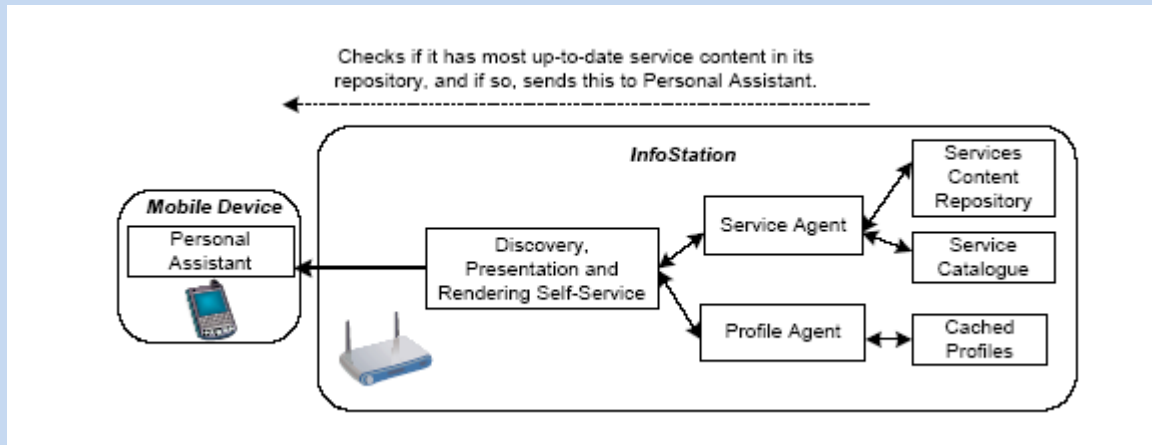 Checks if it has most up-to-date service content in its
repository, and if so, sends this to Personal Assistant.
InfoStation
Services
Content
Repository
Mobile Device
Personal
Assistant
Discovery,
Presentation and
Rendering Self-Service
Service Agent
Service
Catalogue
Profile Agent
Cached
Profiles